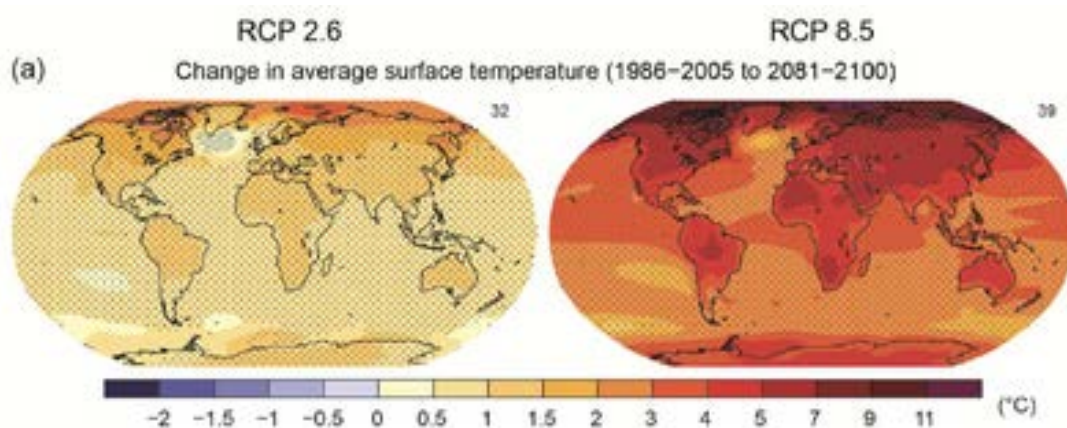 RCP 2.6 RCP 8.5
(a) Change in average surface temperature (1986−2005 to 2081−2100)
32 39
−2 −1.5 −1 −0.5 0 0.5 1 1.5 2 3 4 5 7 9 11 (°C)